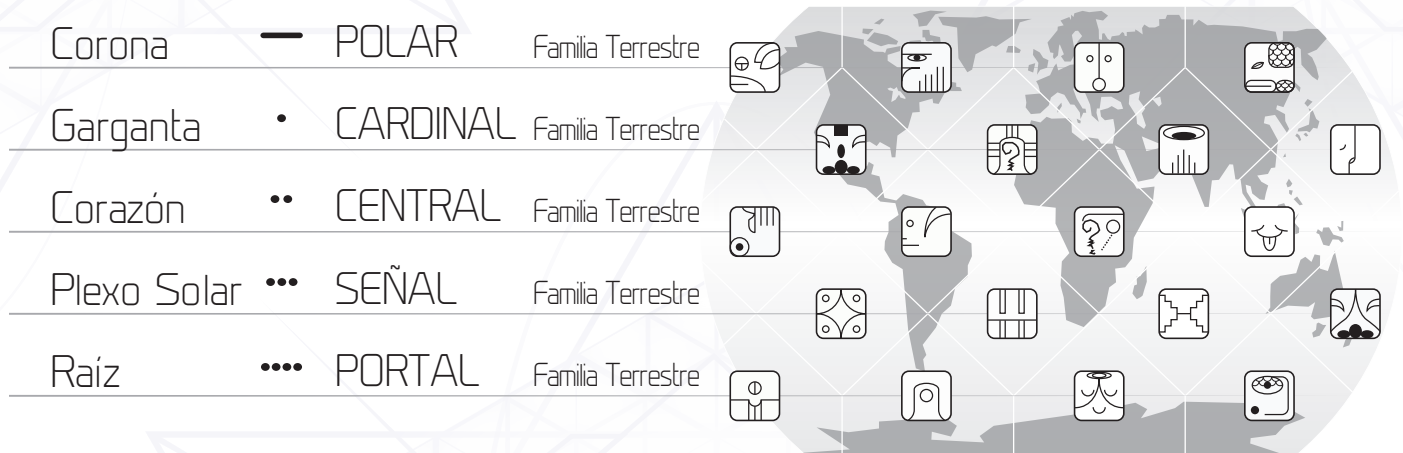 Corona POLAR Familia Terrestre
Garganta CARDINAL Familia Terrestre
Corazón CENTRAL Familia Terrestre
Plexo Solar SEÑAL Familia Terrestre
Raíz PORTAL Familia Terrestre